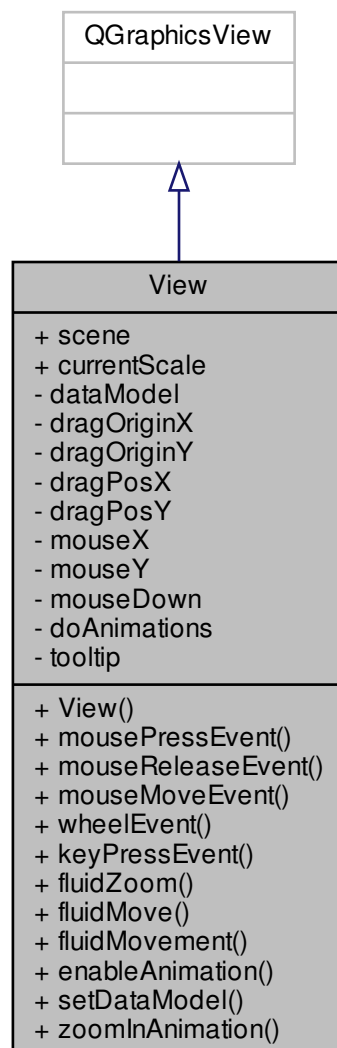 QGraphicsView
View
+ scene
+ currentScale
- dataModel
- dragOriginX
- dragOriginY
- dragPosX
- dragPosY
- mouseX
- mouseY
- mouseDown
- doAnimations
- tooltip
+ View()
+ mousePressEvent()
+ mouseReleaseEvent()
+ mouseMoveEvent()
+ wheelEvent()
+ keyPressEvent()
+ fluidZoom()
+ fluidMove()
+ fluidMovement()
+ enableAnimation()
+ setDataModel()
+ zoomInAnimation()